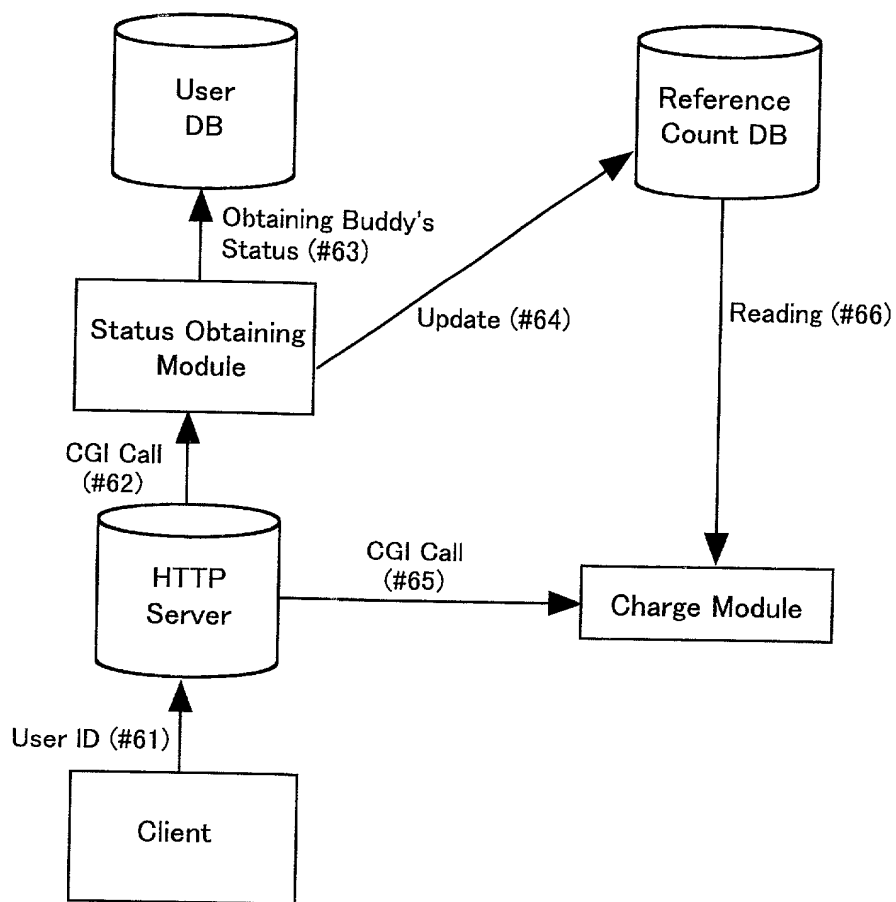 User
DB
Reference
Count DB
Obtaining Buddy's
Status (#63)
Update (#64)
Reading (#66)
Status Obtaining
Module
CGI Call
(#62)
CGI Call
(#65)
HTTP
Server
Charge Module
User ID (#61)
Client